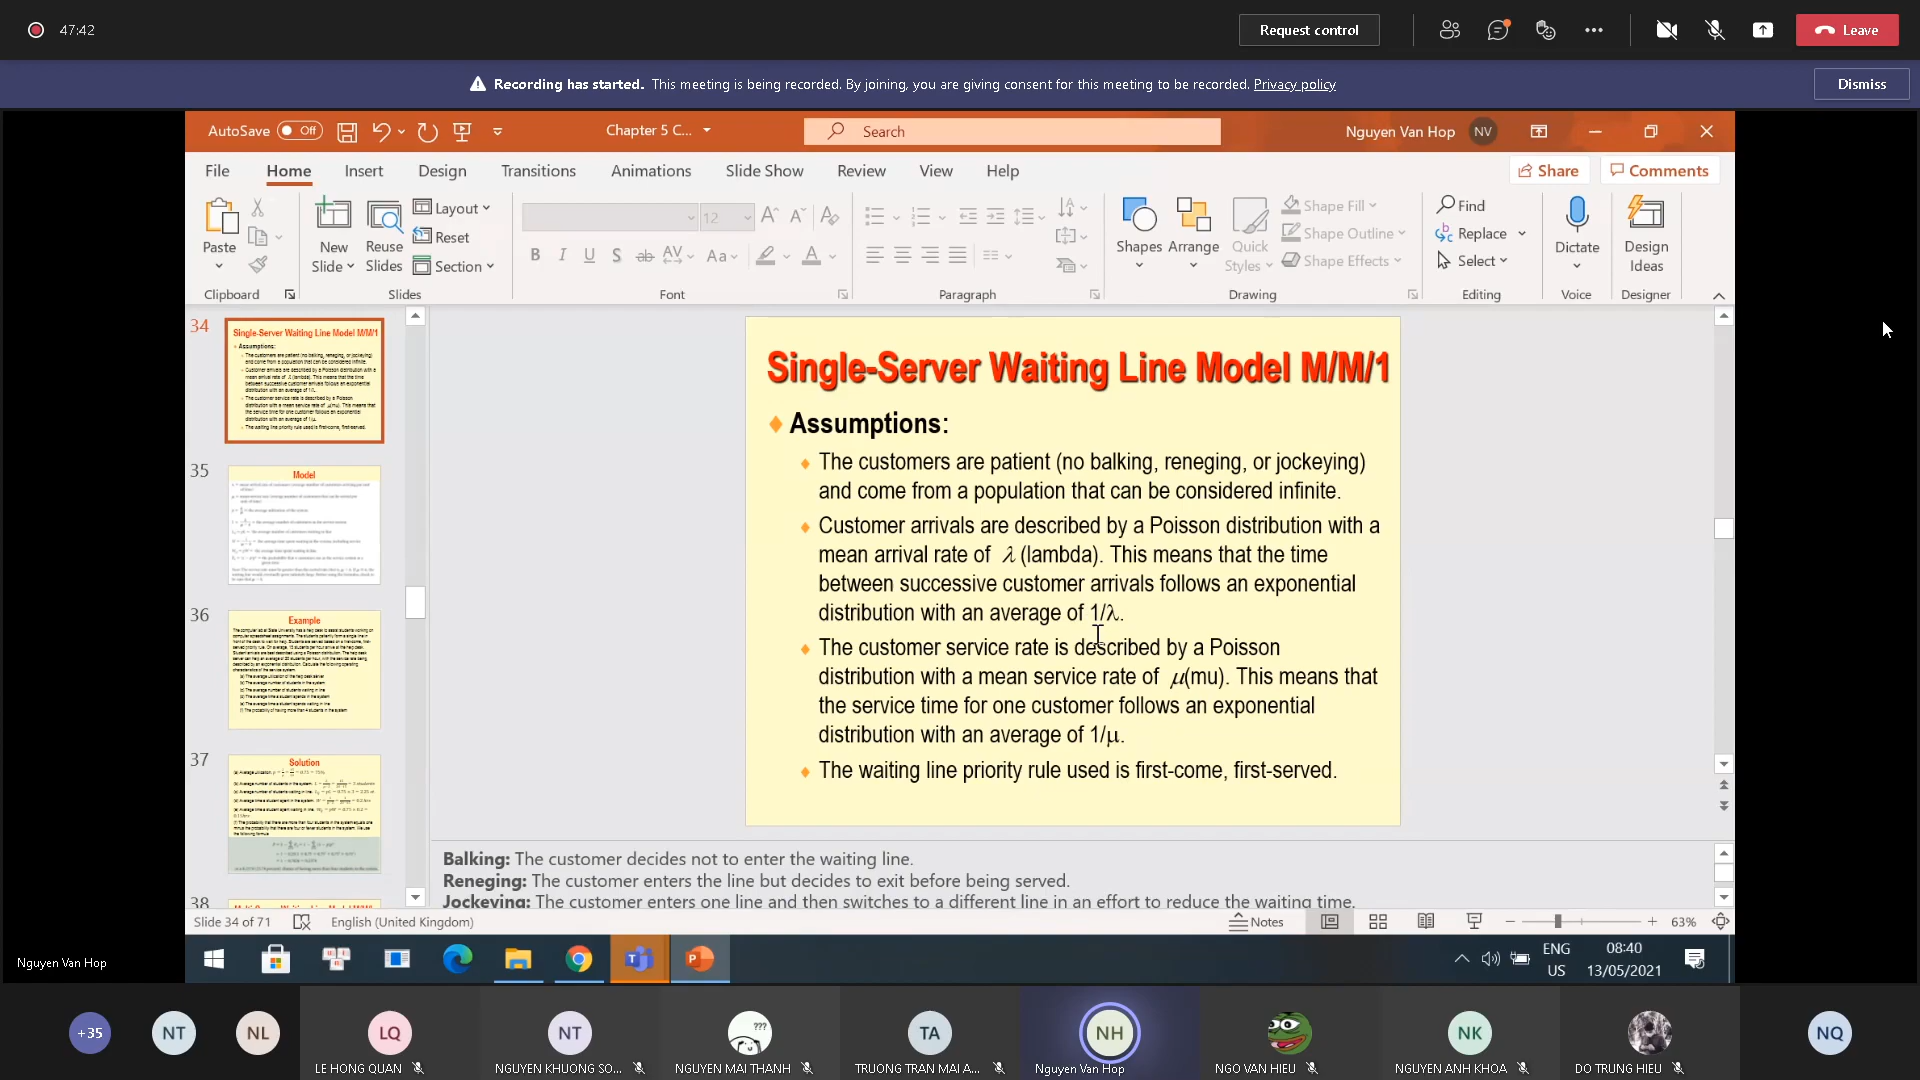 47:42
Request control
Leave
Recording has started. This meeting is being recorded. By joining, you are giving consent for this meeting to be recorded. Privacy policy
Dismiss
AutoSave Off
Chapter 5 C...
Search
Nguyen Van Hop NV
File Home Insert Design Transitions Animations Slide Show Review View Help
Share Comments
Paste
New Slide
Reuse Slides
Layout
Reset
Section
12
Shapes
Arrange
Quick Styles
Shape Fill
Shape Outline
Shape Effects
Find
Replace
Select
Dictate
Design Ideas
Clipboard Slides Font Paragraph Drawing Editing Voice Designer
34
Single-Server Waiting Line Model M/M/1
Assumptions:
35
Model
36
Example
37
Solution
38
Single-Server Waiting Line Model M/M/1
Assumptions:
The customers are patient (no balking, reneging, or jockeying)
and come from a population that can be considered infinite.
Customer arrivals are described by a Poisson distribution with a
mean arrival rate of λ (lambda). This means that the time
between successive customer arrivals follows an exponential
distribution with an average of 1/λ.
The customer service rate is described by a Poisson
distribution with a mean service rate of μ(mu). This means that
the service time for one customer follows an exponential
distribution with an average of 1/μ.
The waiting line priority rule used is first-come, first-served.
Balking: The customer decides not to enter the waiting line.
Reneging: The customer enters the line but decides to exit before being served.
Jockeying: The customer enters one line and then switches to a different line in an effort to reduce the waiting time.
Slide 34 of 71
English (United Kingdom)
Notes
63%
Nguyen Van Hop
ENG
US
08:40
13/05/2021
+35
NT
NL
LQ
NT
???
TA
NH
NK
NQ
LE HONG QUAN
NGUYEN KHUONG SO...
NGUYEN MAI THANH
TRUONG TRAN MAI A...
Nguyen Van Hop
NGO VAN HIEU
NGUYEN ANH KHOA
DO TRUNG HIEU